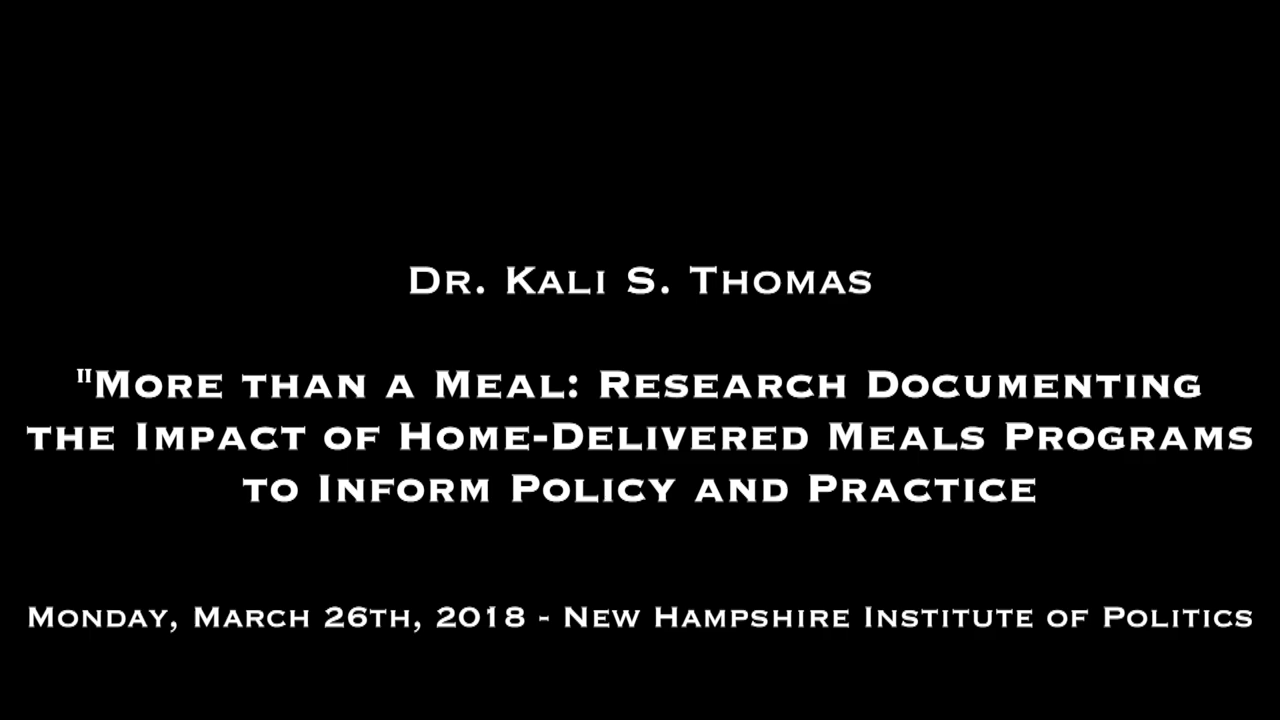 Dr. Kali S. Thomas
"More than a Meal: Research Documenting
the Impact of Home-Delivered Meals Programs
to Inform Policy and Practice
Monday, March 26th, 2018 - New Hampshire Institute of Politics